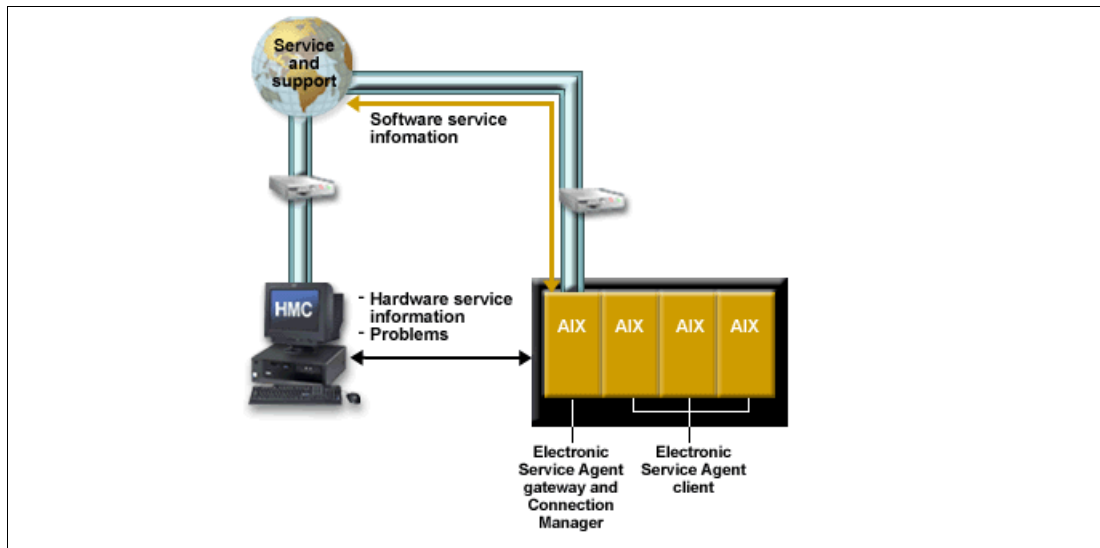 Service
and
support
Software service
infomation
HMC
- Hardware service
information
- Problems
AIX
AIX
AIX
AIX
Electronic
Service Agent
gateway and
Connection
Manager
Electronic
Service Agent
client